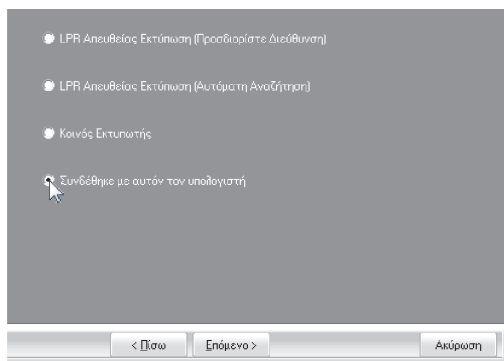 LPR Απευθείας Εκτύπωση (Προσδιορίστε Διεύθυνση)
LPR Απευθείας Εκτύπωση (Αυτόματη Αναζήτηση)
Κοινός Εκτυπωτής
Συνδέθηκε με αυτόν τον υπολογιστή
< Πίσω Επόμενο > Ακύρωση